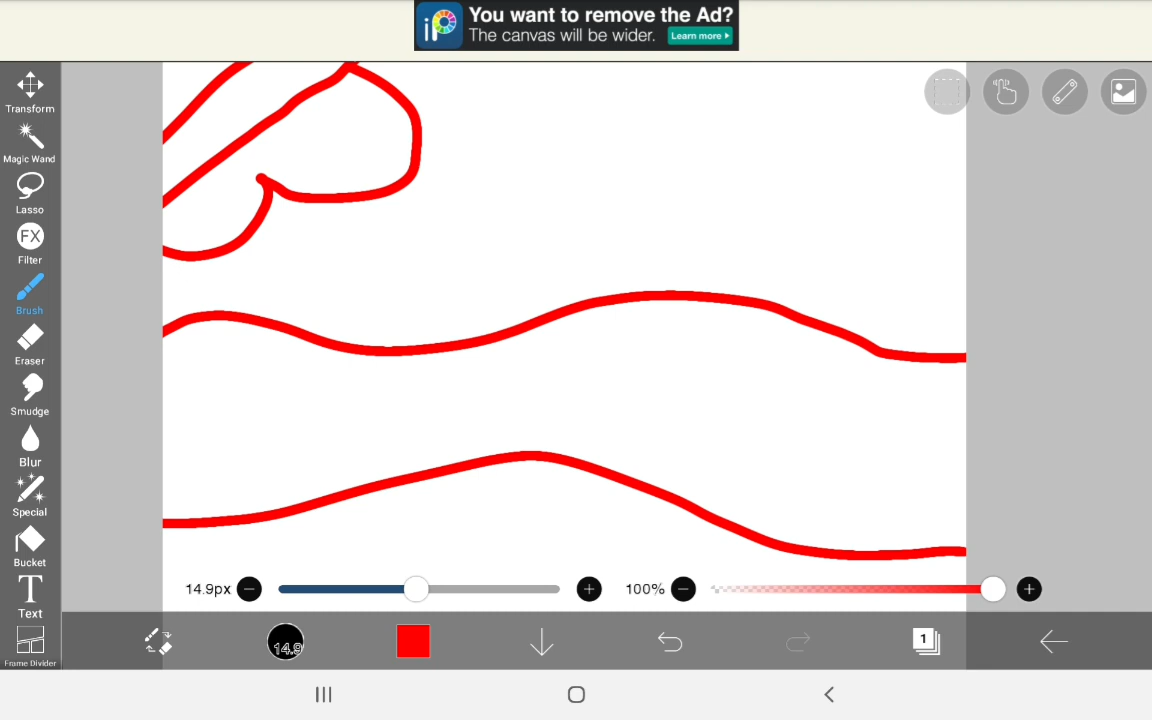 iP
You want to remove the Ad?
The canvas will be wider.
Learn more
Transform
Magic Wand
Lasso
FX
Filter
Brush
Eraser
Smudge
Blur
Special
Bucket
T
Text
Frame Divider
14.9px
100%
14.9
1